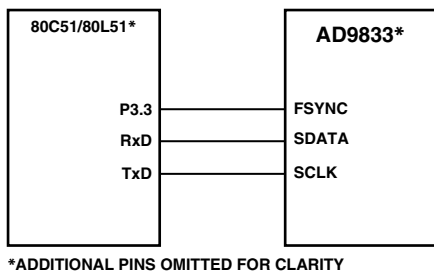 80C51/80L51*
AD9833*
P3.3
FSYNC
RxD
SDATA
TxD
SCLK
*ADDITIONAL PINS OMITTED FOR CLARITY